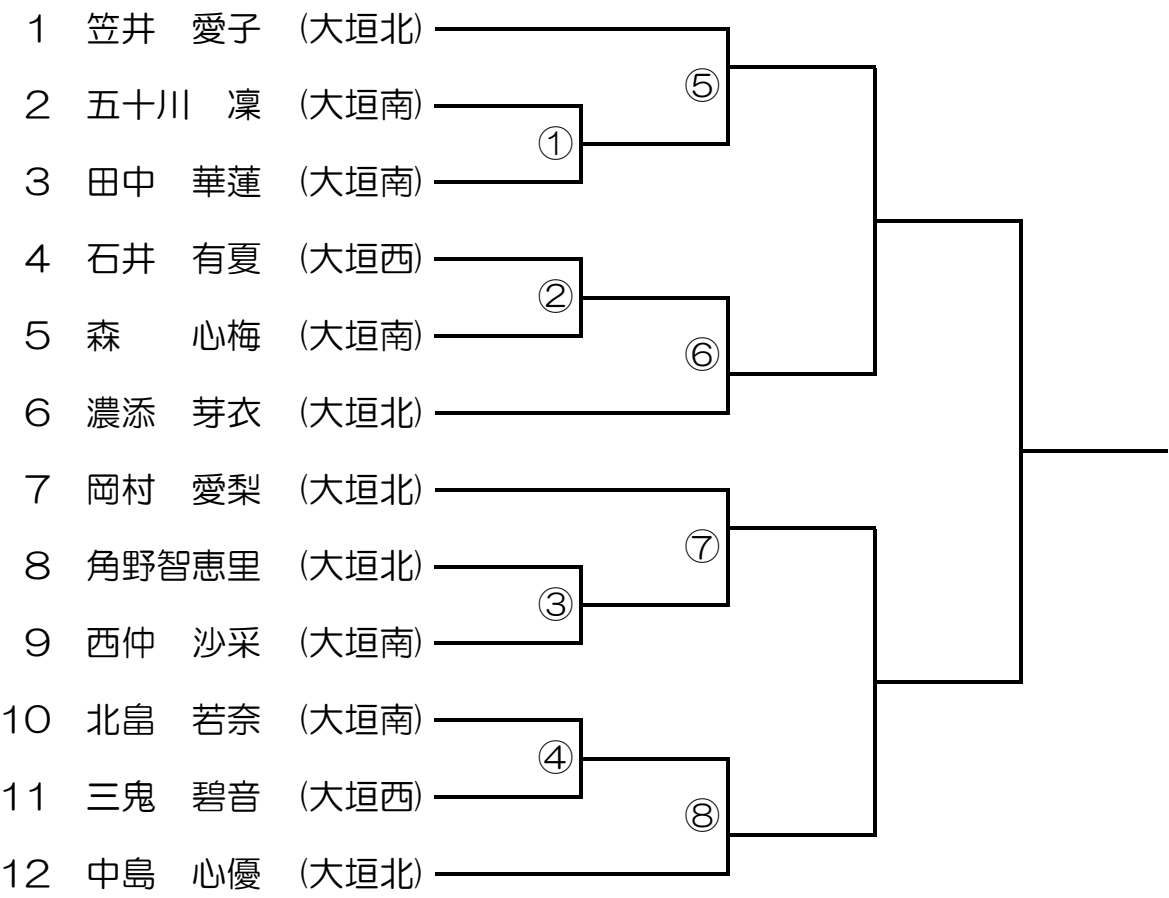 1 笠井 愛子 (大垣北)
⑤
2 五十川 凜 (大垣南)
①
3 田中 華蓮 (大垣南)
4 石井 有夏 (大垣西)
②
5 森 心梅 (大垣南)
⑥
6 濃添 芽衣 (大垣北)
7 岡村 愛梨 (大垣北)
⑦
8 角野智恵里 (大垣北)
③
9 西仲 沙采 (大垣南)
10 北畠 若奈 (大垣南)
④
11 三鬼 碧音 (大垣西)
⑧
12 中島 心優 (大垣北)